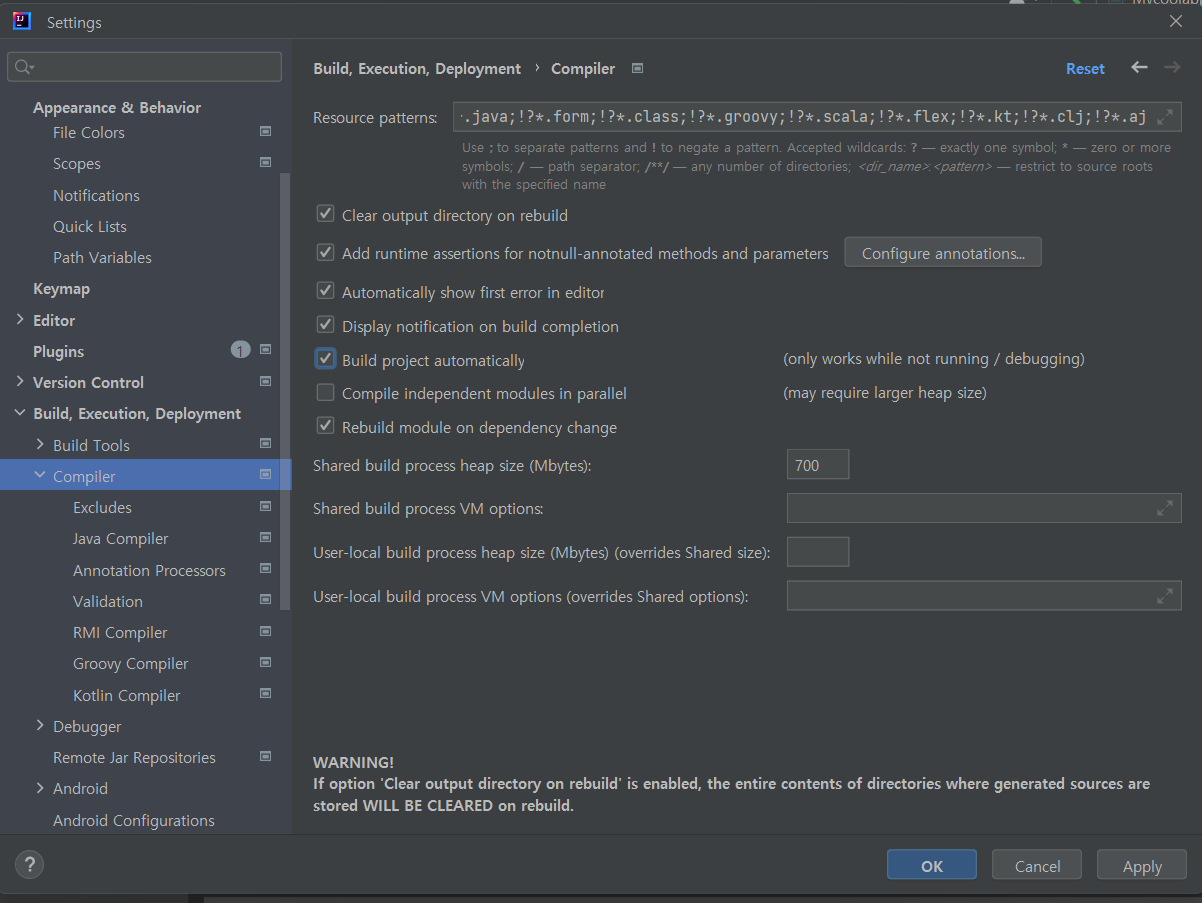 Settings
Appearance & Behavior
File Colors
Scopes
Notifications
Quick Lists
Path Variables
Keymap
Editor
Plugins 1
Version Control
Build, Execution, Deployment
Build Tools
Compiler
Excludes
Java Compiler
Annotation Processors
Validation
RMI Compiler
Groovy Compiler
Kotlin Compiler
Debugger
Remote Jar Repositories
Android
Android Configurations
Build, Execution, Deployment › Compiler
Reset
Resource patterns: .java;!?*.form;!?*.class;!?*.groovy;!?*.scala;!?*.flex;!?*.kt;!?*.clj;!?*.aj
Use ; to separate patterns and ! to negate a pattern. Accepted wildcards: ? — exactly one symbol; * — zero or more
symbols; / — path separator; /**/ — any number of directories; <dir_name>:<pattern> — restrict to source roots
with the specified name
Clear output directory on rebuild
Add runtime assertions for notnull-annotated methods and parameters Configure annotations...
Automatically show first error in editor
Display notification on build completion
Build project automatically (only works while not running / debugging)
Compile independent modules in parallel (may require larger heap size)
Rebuild module on dependency change
Shared build process heap size (Mbytes): 700
Shared build process VM options:
User-local build process heap size (Mbytes) (overrides Shared size):
User-local build process VM options (overrides Shared options):
WARNING!
If option 'Clear output directory on rebuild' is enabled, the entire contents of directories where generated sources are
stored WILL BE CLEARED on rebuild.
? OK Cancel Apply